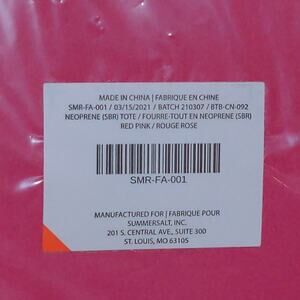 MADE IN CHINA | FABRIQUE EN CHINE
SMR-FA-001 / 03/15/2021 / BATCH 210307 / BTB-CN-092
NEOPRENE (SBR) TOTE / FOURRE-TOUT EN NEOPRENE (SBR)
RED PINK / ROUGE ROSE
SMR-FA-001
MANUFACTURED FOR | FABRIQUÉ POUR
SUMMERSALT, INC.
201 S. CENTRAL AVE., SUITE 300
ST. LOUIS, MO 63105